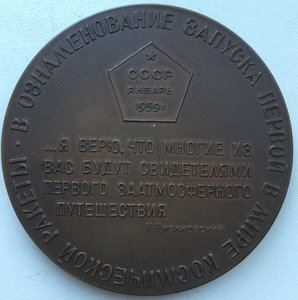 В ОЗНАМЕНОВАНИЕ ЗАПУСКА ПЕРВОЙ В МИРЕ КОСМИЧЕСКОЙ РАКЕТЫ •
СССР
ЯНВАРЬ
1959 г.
...Я ВЕРЮ, ЧТО МНОГИЕ ИЗ
ВАС БУДУТ СВИДЕТЕЛЯМИ
ПЕРВОГО ЗААТМОСФЕРНОГО
ПУТЕШЕСТВИЯ
К. Циолковский